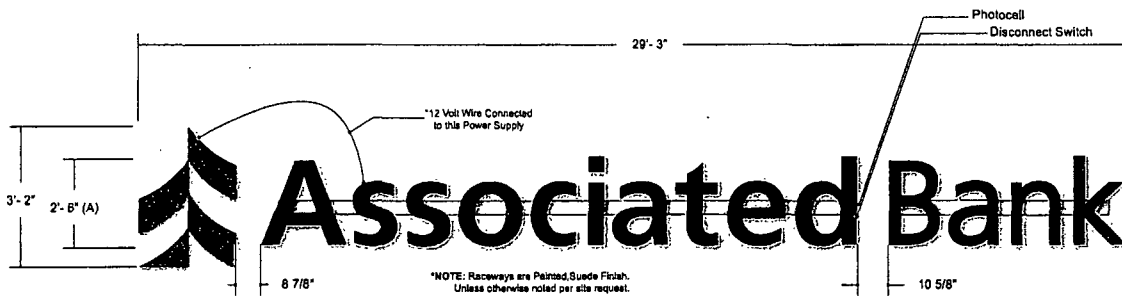 Photocell
Disconnect Switch
29'- 3"
*12 Volt Wire Connected
to this Power Supply
3'- 2"
2'- 6" (A)
Associated Bank
8 7/8"
*NOTE: Raceways are Painted,Suede Finish.
Unless otherwise noted per site request.
10 5/8"